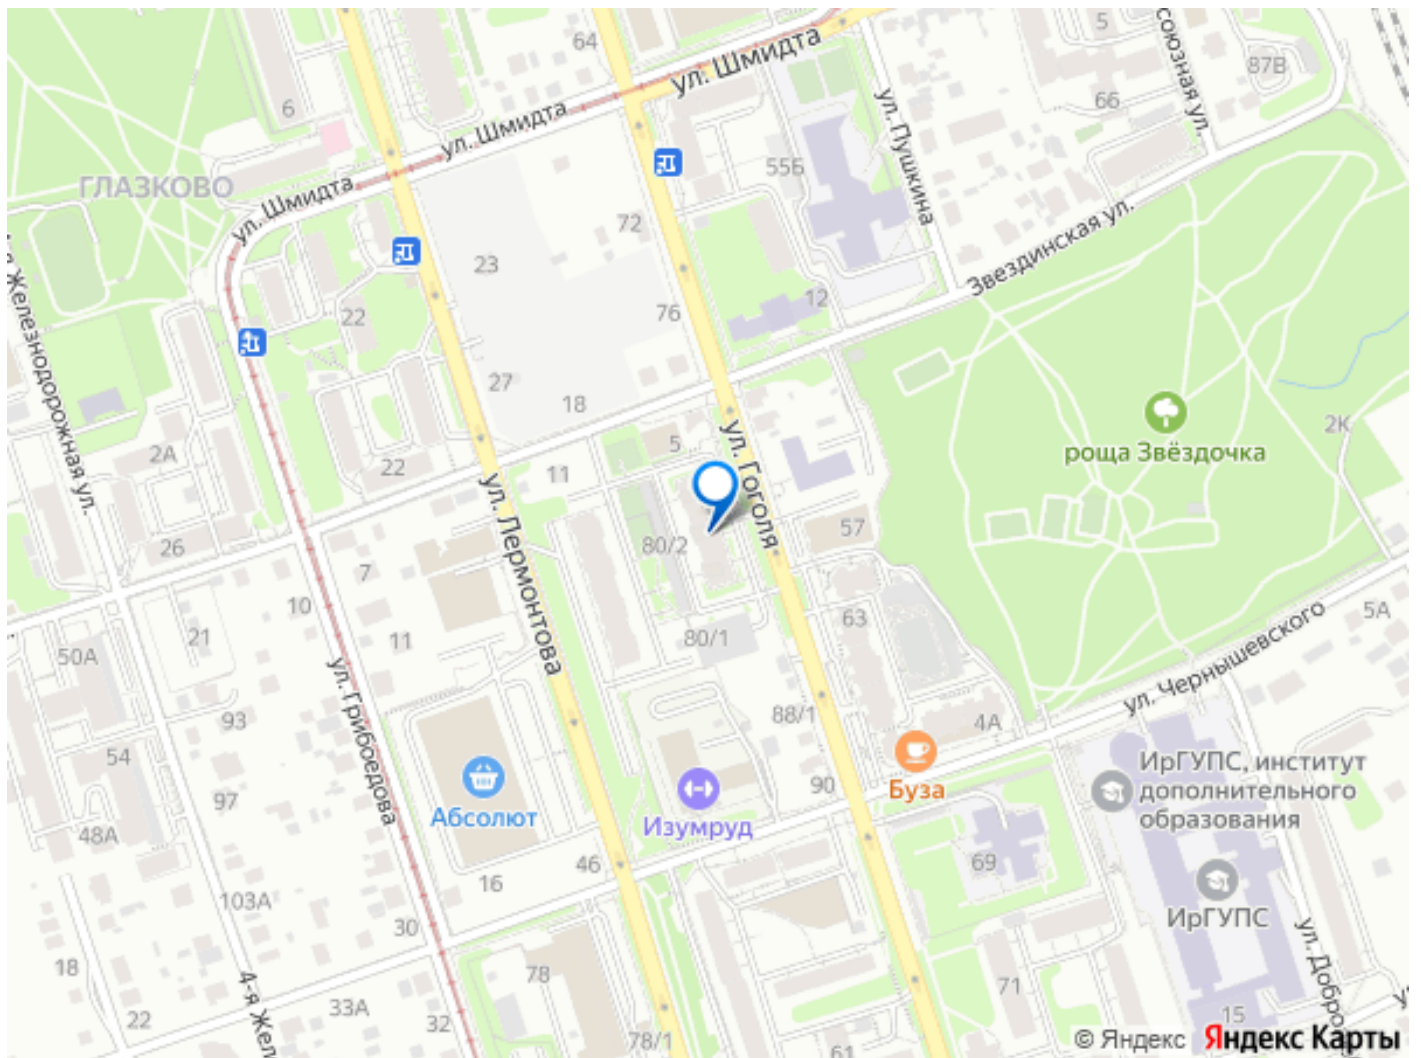 64
ул. Шмидта
5
союзная ул.
87В
66
6
ул. Шмидта
ул. Пушкина
55Б
ГЛАЗКОВО
ул. Шмидта
72
23
Звездинская ул.
12
76
22
4-я Железнодорожная ул.
27
18
роща Звёздочка
2К
2А
22
11
5
ул. Гоголя
ул. Лермонтова
57
80/2
26
7
10
63
5А
21
11
80/1
50А
ул. Чернышевского
ул. Грибоедова
93
88/1
4А
54
ИрГУПС, институт
дополнительного
образования
Буза
90
97
Абсолют
Изумруд
48А
46
69
16
103А
ИрГУПС
30
ул. Добро
18
78
4-я Жел
71
33А
22
32
15
78/1
61
© Яндекс Яндекс Карты